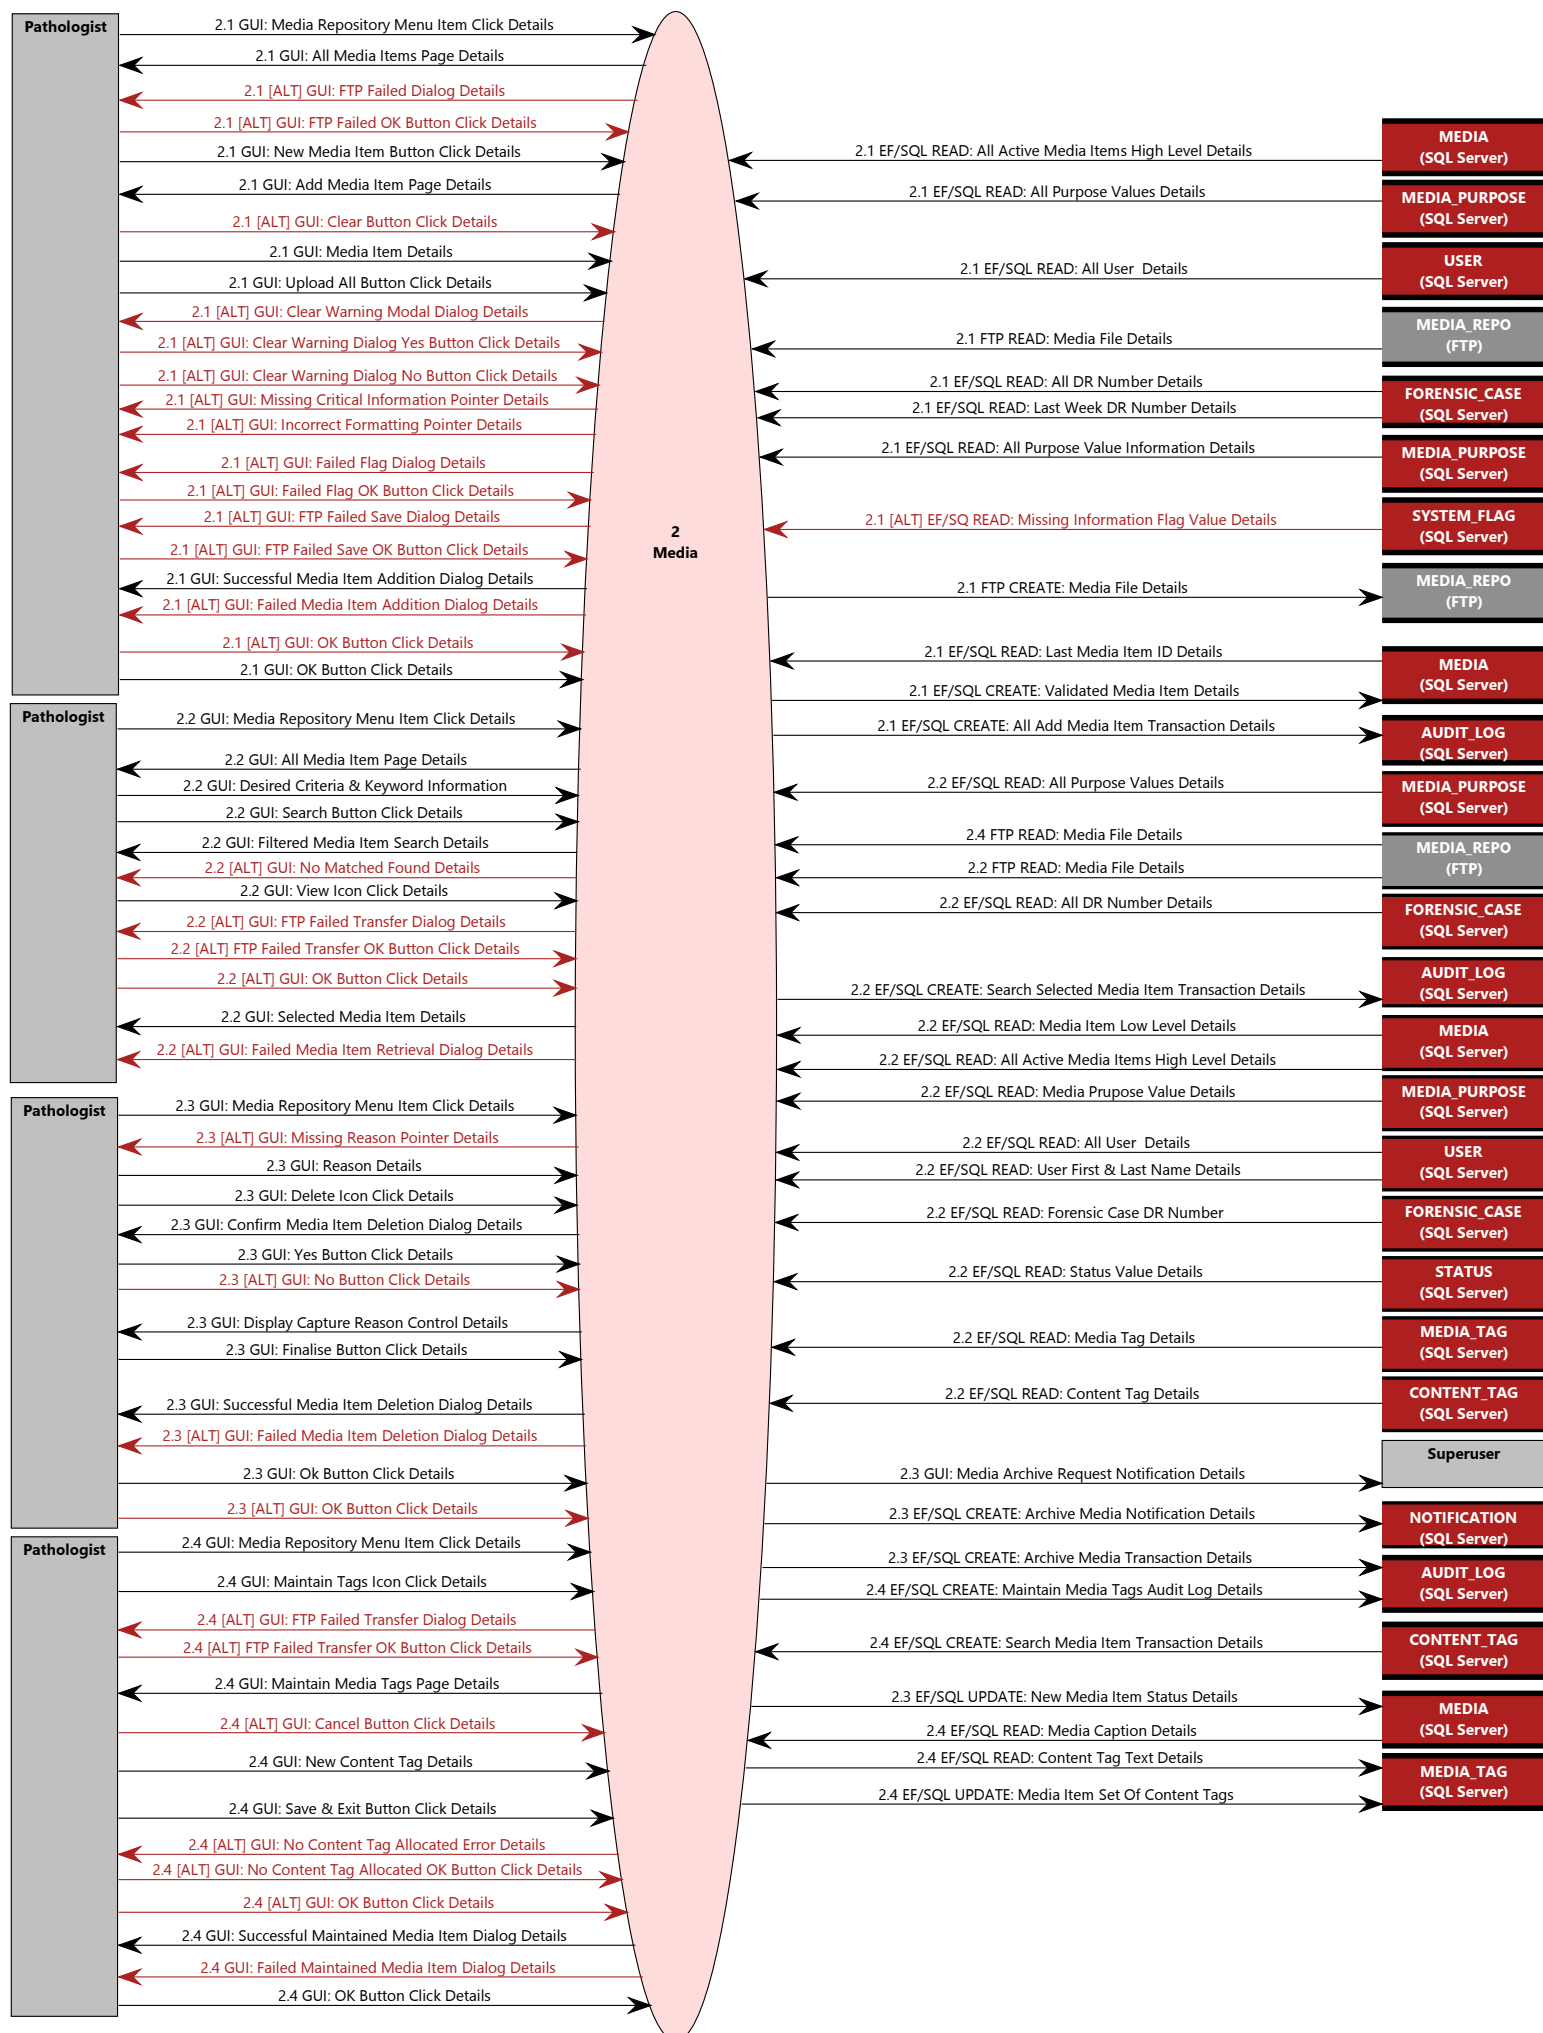 Pathologist
2.1 GUI: Media Repository Menu Item Click Details
2.1 GUI: All Media Items Page Details
2.1 [ALT] GUI: FTP Failed Dialog Details
2.1 [ALT] GUI: FTP Failed OK Button Click Details
2.1 GUI: New Media Item Button Click Details
2.1 GUI: Add Media Item Page Details
2.1 [ALT] GUI: Clear Button Click Details
2.1 GUI: Media Item Details
2.1 GUI: Upload All Button Click Details
2.1 [ALT] GUI: Clear Warning Modal Dialog Details
2.1 [ALT] GUI: Clear Warning Dialog Yes Button Click Details
2.1 [ALT] GUI: Clear Warning Dialog No Button Click Details
2.1 [ALT] GUI: Missing Critical Information Pointer Details
2.1 [ALT] GUI: Incorrect Formatting Pointer Details
2.1 [ALT] GUI: Failed Flag Dialog Details
2.1 [ALT] GUI: Failed Flag OK Button Click Details
2.1 [ALT] GUI: FTP Failed Save Dialog Details
2.1 [ALT] GUI: FTP Failed Save OK Button Click Details
2.1 GUI: Successful Media Item Addition Dialog Details
2.1 [ALT] GUI: Failed Media Item Addition Dialog Details
2.1 [ALT] GUI: OK Button Click Details
2.1 GUI: OK Button Click Details
Pathologist
2.2 GUI: Media Repository Menu Item Click Details
2.2 GUI: All Media Item Page Details
2.2 GUI: Desired Criteria & Keyword Information
2.2 GUI: Search Button Click Details
2.2 GUI: Filtered Media Item Search Details
2.2 [ALT] GUI: No Matched Found Details
2.2 GUI: View Icon Click Details
2.2 [ALT] GUI: FTP Failed Transfer Dialog Details
2.2 [ALT] FTP Failed Transfer OK Button Click Details
2.2 [ALT] GUI: OK Button Click Details
2.2 GUI: Selected Media Item Details
2.2 [ALT] GUI: Failed Media Item Retrieval Dialog Details
Pathologist
2.3 GUI: Media Repository Menu Item Click Details
2.3 [ALT] GUI: Missing Reason Pointer Details
2.3 GUI: Reason Details
2.3 GUI: Delete Icon Click Details
2.3 GUI: Confirm Media Item Deletion Dialog Details
2.3 GUI: Yes Button Click Details
2.3 [ALT] GUI: No Button Click Details
2.3 GUI: Display Capture Reason Control Details
2.3 GUI: Finalise Button Click Details
2.3 GUI: Successful Media Item Deletion Dialog Details
2.3 [ALT] GUI: Failed Media Item Deletion Dialog Details
2.3 GUI: Ok Button Click Details
2.3 [ALT] GUI: OK Button Click Details
Pathologist
2.4 GUI: Media Repository Menu Item Click Details
2.4 GUI: Maintain Tags Icon Click Details
2.4 [ALT] GUI: FTP Failed Transfer Dialog Details
2.4 [ALT] FTP Failed Transfer OK Button Click Details
2.4 GUI: Maintain Media Tags Page Details
2.4 [ALT] GUI: Cancel Button Click Details
2.4 GUI: New Content Tag Details
2.4 GUI: Save & Exit Button Click Details
2.4 [ALT] GUI: No Content Tag Allocated Error Details
2.4 [ALT] GUI: No Content Tag Allocated OK Button Click Details
2.4 [ALT] GUI: OK Button Click Details
2.4 GUI: Successful Maintained Media Item Dialog Details
2.4 GUI: Failed Maintained Media Item Dialog Details
2.4 GUI: OK Button Click Details
2
Media
2.1 EF/SQL READ: All Active Media Items High Level Details
MEDIA
(SQL Server)
2.1 EF/SQL READ: All Purpose Values Details
MEDIA_PURPOSE
(SQL Server)
2.1 EF/SQL READ: All User  Details
USER
(SQL Server)
2.1 FTP READ: Media File Details
MEDIA_REPO
(FTP)
2.1 EF/SQL READ: All DR Number Details
2.1 EF/SQL READ: Last Week DR Number Details
FORENSIC_CASE
(SQL Server)
2.1 EF/SQL READ: All Purpose Value Information Details
MEDIA_PURPOSE
(SQL Server)
2.1 [ALT] EF/SQ READ: Missing Information Flag Value Details
SYSTEM_FLAG
(SQL Server)
2.1 FTP CREATE: Media File Details
MEDIA_REPO
(FTP)
2.1 EF/SQL READ: Last Media Item ID Details
2.1 EF/SQL CREATE: Validated Media Item Details
MEDIA
(SQL Server)
2.1 EF/SQL CREATE: All Add Media Item Transaction Details
AUDIT_LOG
(SQL Server)
2.2 EF/SQL READ: All Purpose Values Details
MEDIA_PURPOSE
(SQL Server)
2.4 FTP READ: Media File Details
2.2 FTP READ: Media File Details
MEDIA_REPO
(FTP)
2.2 EF/SQL READ: All DR Number Details
FORENSIC_CASE
(SQL Server)
2.2 EF/SQL CREATE: Search Selected Media Item Transaction Details
AUDIT_LOG
(SQL Server)
2.2 EF/SQL READ: Media Item Low Level Details
2.2 EF/SQL READ: All Active Media Items High Level Details
MEDIA
(SQL Server)
2.2 EF/SQL READ: Media Prupose Value Details
MEDIA_PURPOSE
(SQL Server)
2.2 EF/SQL READ: All User  Details
2.2 EF/SQL READ: User First & Last Name Details
USER
(SQL Server)
2.2 EF/SQL READ: Forensic Case DR Number
FORENSIC_CASE
(SQL Server)
2.2 EF/SQL READ: Status Value Details
STATUS
(SQL Server)
2.2 EF/SQL READ: Media Tag Details
MEDIA_TAG
(SQL Server)
2.2 EF/SQL READ: Content Tag Details
CONTENT_TAG
(SQL Server)
2.3 GUI: Media Archive Request Notification Details
Superuser
2.3 EF/SQL CREATE: Archive Media Notification Details
NOTIFICATION
(SQL Server)
2.3 EF/SQL CREATE: Archive Media Transaction Details
2.4 EF/SQL CREATE: Maintain Media Tags Audit Log Details
AUDIT_LOG
(SQL Server)
2.4 EF/SQL CREATE: Search Media Item Transaction Details
CONTENT_TAG
(SQL Server)
2.3 EF/SQL UPDATE: New Media Item Status Details
2.4 EF/SQL READ: Media Caption Details
MEDIA
(SQL Server)
2.4 EF/SQL READ: Content Tag Text Details
2.4 EF/SQL UPDATE: Media Item Set Of Content Tags
MEDIA_TAG
(SQL Server)